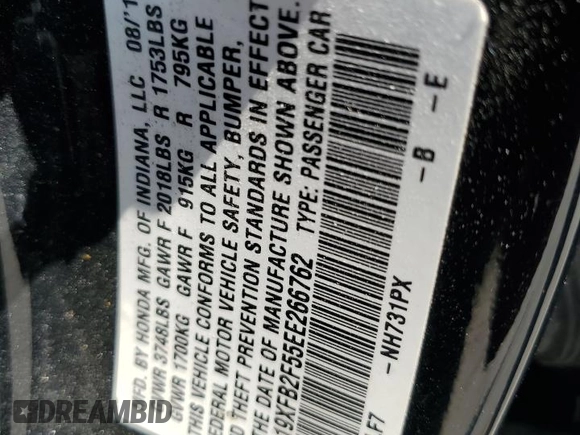 MFD. BY HONDA MFG. OF INDIANA, LLC 08/1
GVWR 3748LBS GAWR F 2018LBS R 1753LBS
GVWR 1700KG GAWR F 915KG R 795KG
THIS VEHICLE CONFORMS TO ALL APPLICABLE
FEDERAL MOTOR VEHICLE SAFETY, BUMPER,
AND THEFT PREVENTION STANDARDS IN EFFECT
THE DATE OF MANUFACTURE SHOWN ABOVE.
19XFB2F55EE266762 TYPE: PASSENGER CAR
F7 - NH731PX - B - E
DREAMBID